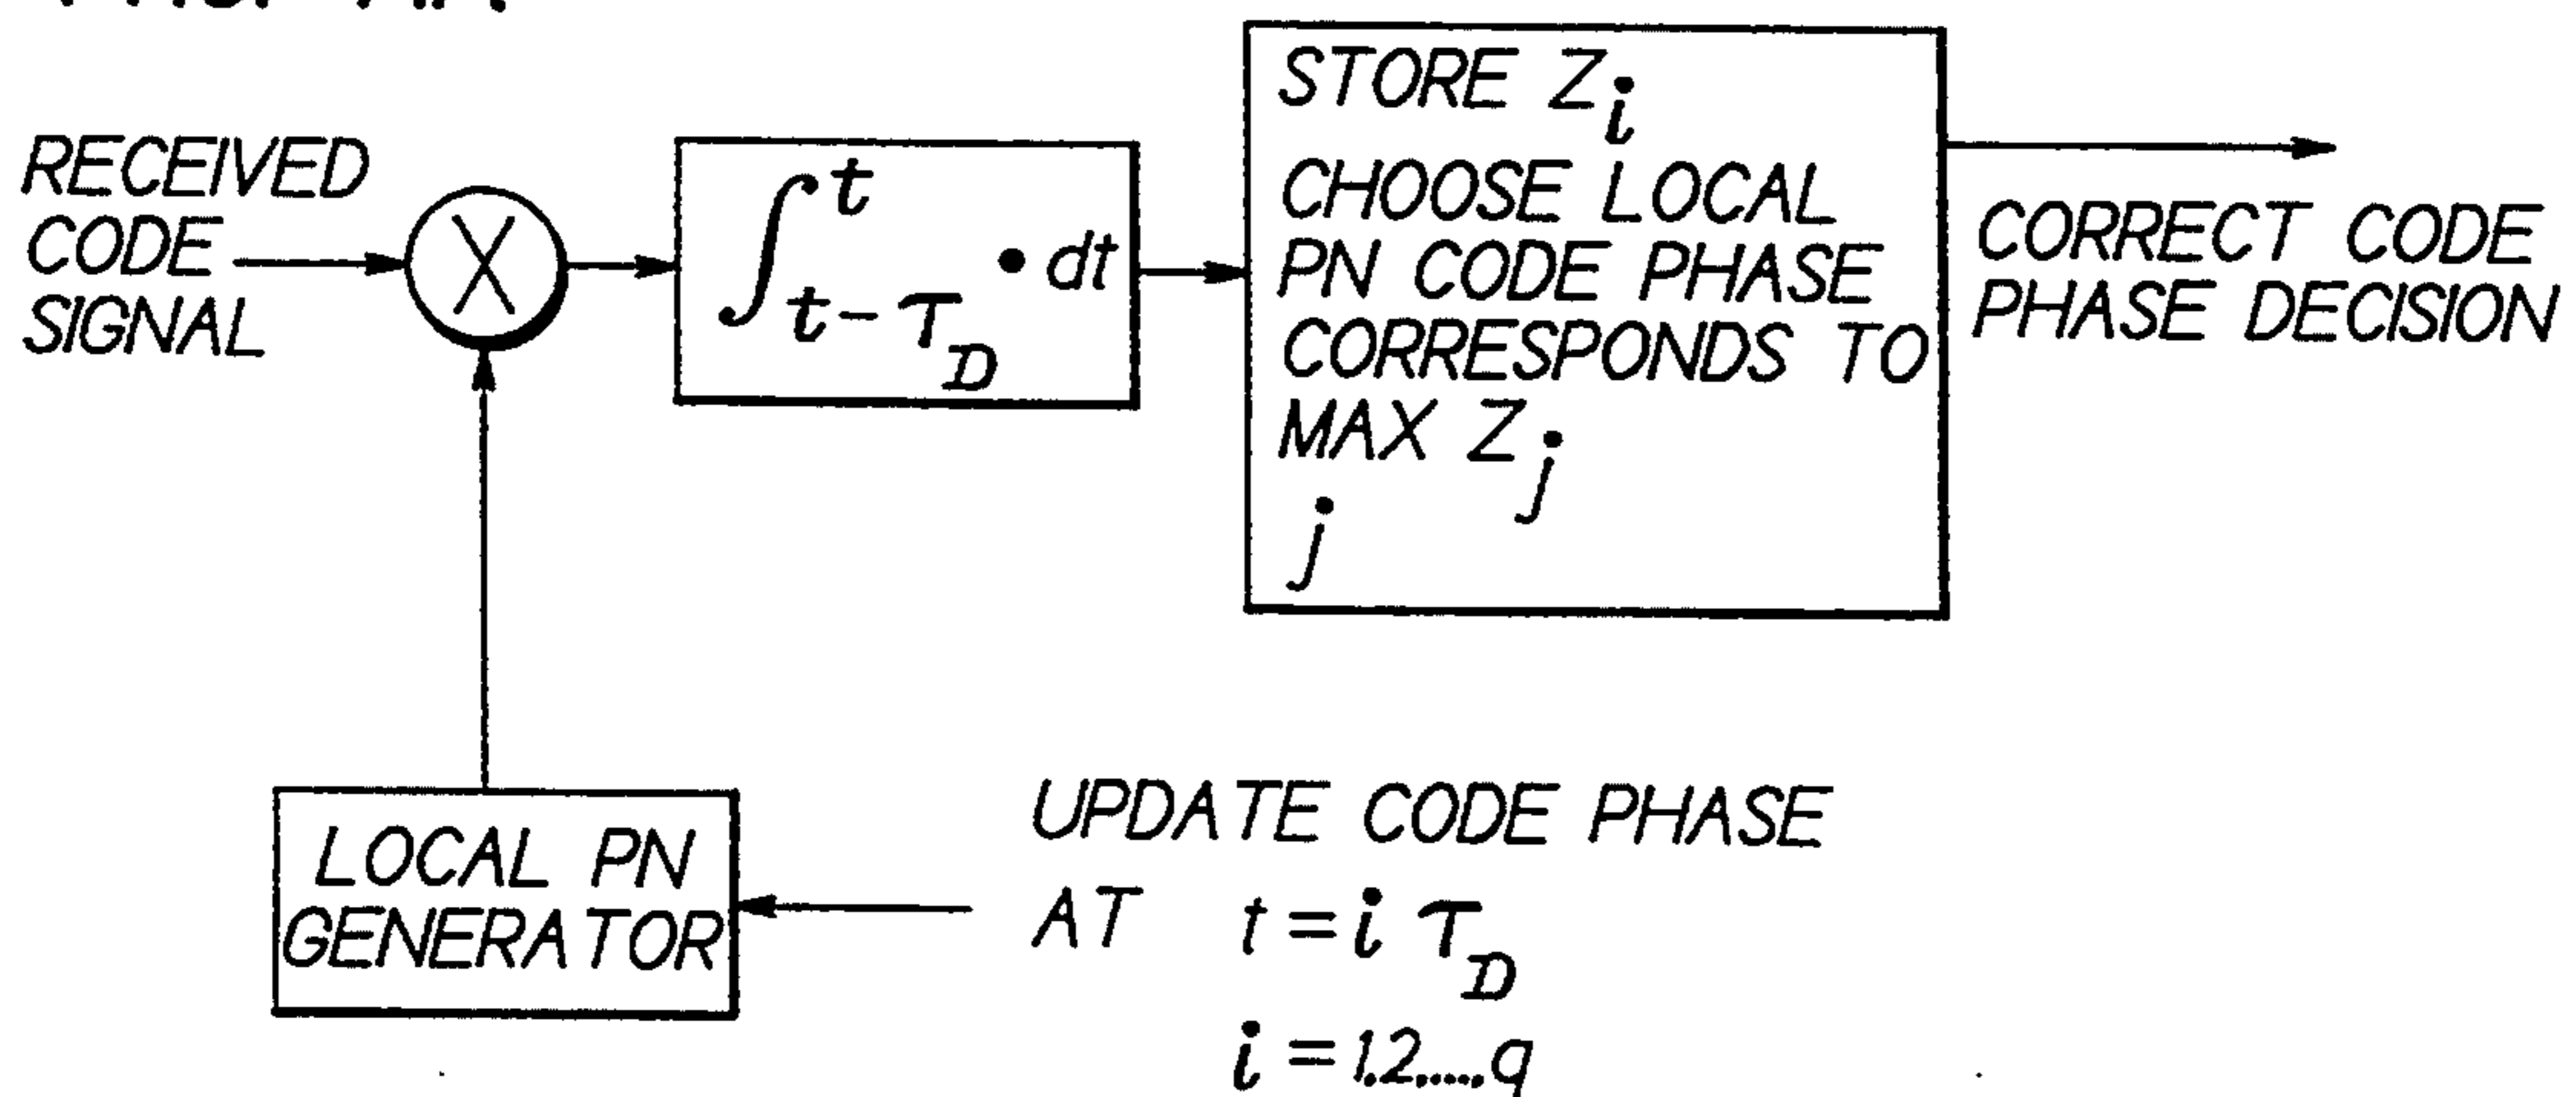 RECEIVED
CODE
SIGNAL
X
∫ t t - τ_D • dt
STORE Z_i
CHOOSE LOCAL
PN CODE PHASE
CORRESPONDS TO
MAX Z_j
j
CORRECT CODE
PHASE DECISION
LOCAL PN
GENERATOR
UPDATE CODE PHASE
AT t = i τ_D
i = 1.2.....q